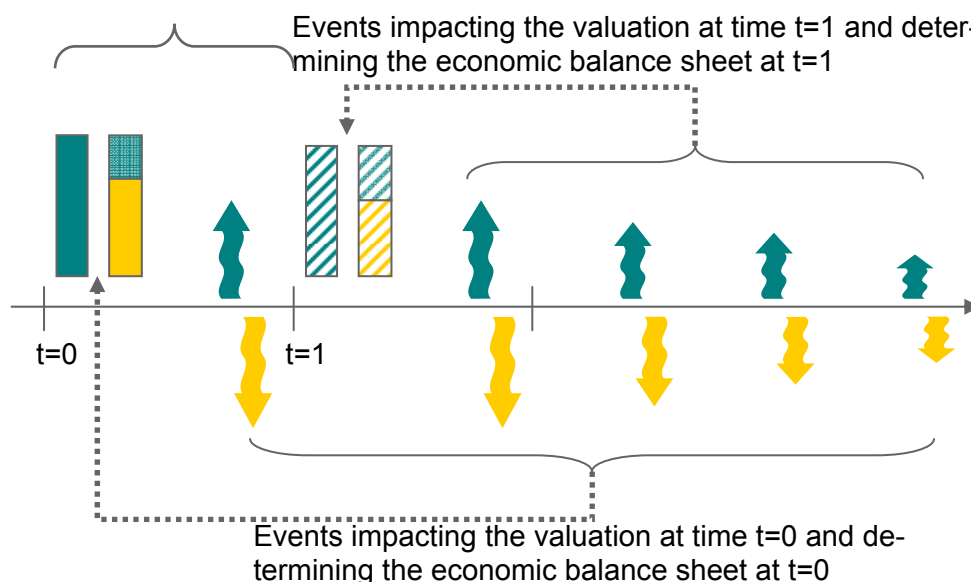 Events impacting the valuation at time t=1 and deter-
mining the economic balance sheet at t=1
t=0
t=1
Events impacting the valuation at time t=0 and de-
termining the economic balance sheet at t=0